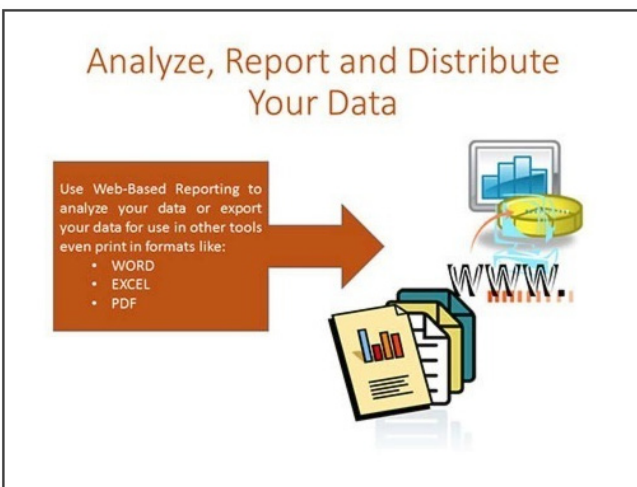 Analyze, Report and Distribute
Your Data
Use Web-Based Reporting to
analyze your data or export
your data for use in other tools
even print in formats like:
• WORD
• EXCEL
• PDF
WWW.